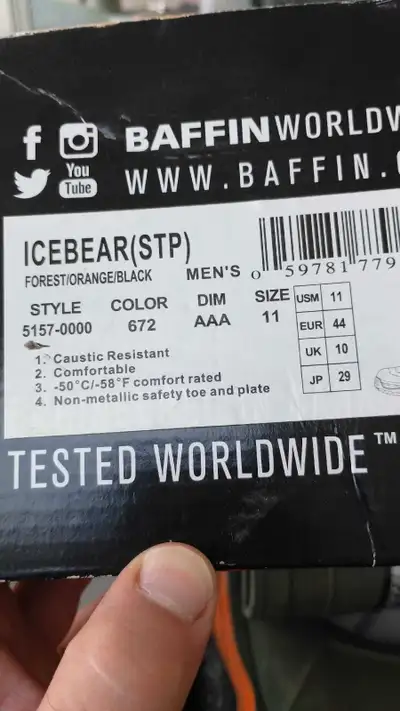 BAFFINWORLDW
You
Tube
WWW.BAFFIN.
ICEBEAR(STP)
FOREST/ORANGE/BLACK
MEN'S
0 59781 779
STYLE COLOR DIM SIZE
5157-0000 672 AAA 11
USM 11
EUR 44
UK 10
JP 29
1. Caustic Resistant
2. Comfortable
3. -50°C/-58°F comfort rated
4. Non-metallic safety toe and plate
TESTED WORLDWIDE™